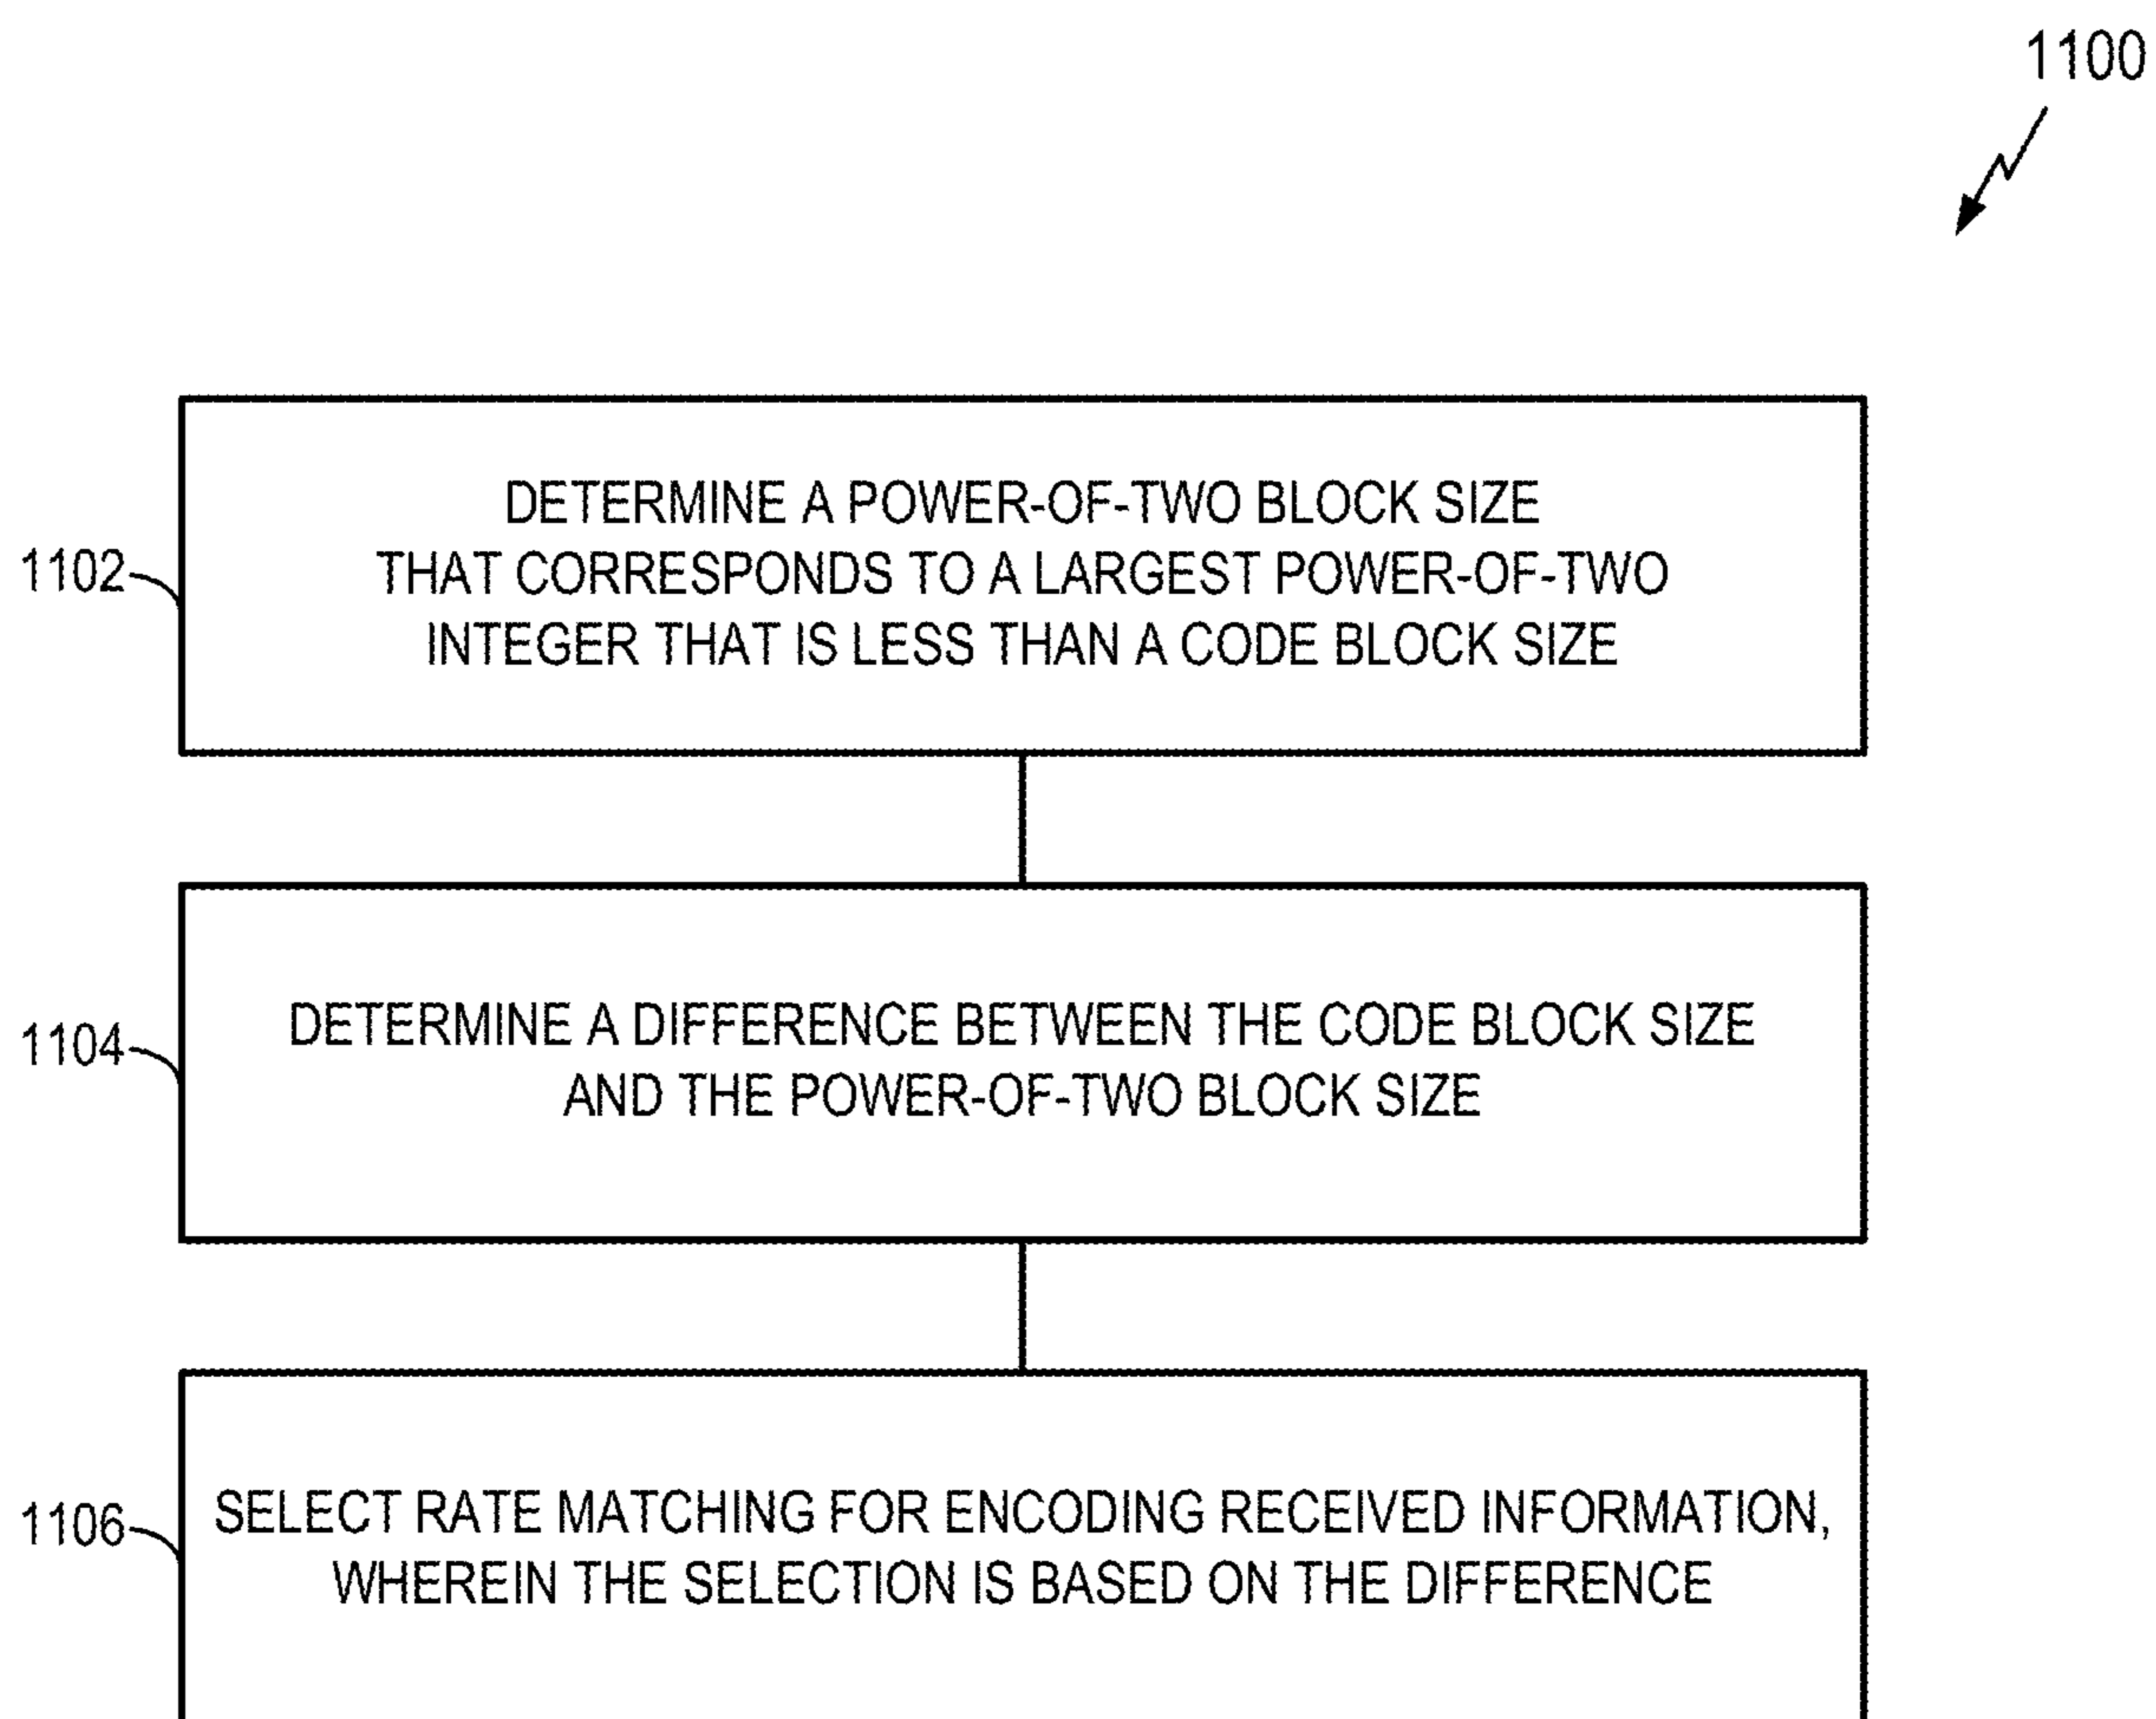 1100
1102
DETERMINE A POWER-OF-TWO BLOCK SIZE
THAT CORRESPONDS TO A LARGEST POWER-OF-TWO
INTEGER THAT IS LESS THAN A CODE BLOCK SIZE
1104
DETERMINE A DIFFERENCE BETWEEN THE CODE BLOCK SIZE
AND THE POWER-OF-TWO BLOCK SIZE
1106
SELECT RATE MATCHING FOR ENCODING RECEIVED INFORMATION,
WHEREIN THE SELECTION IS BASED ON THE DIFFERENCE